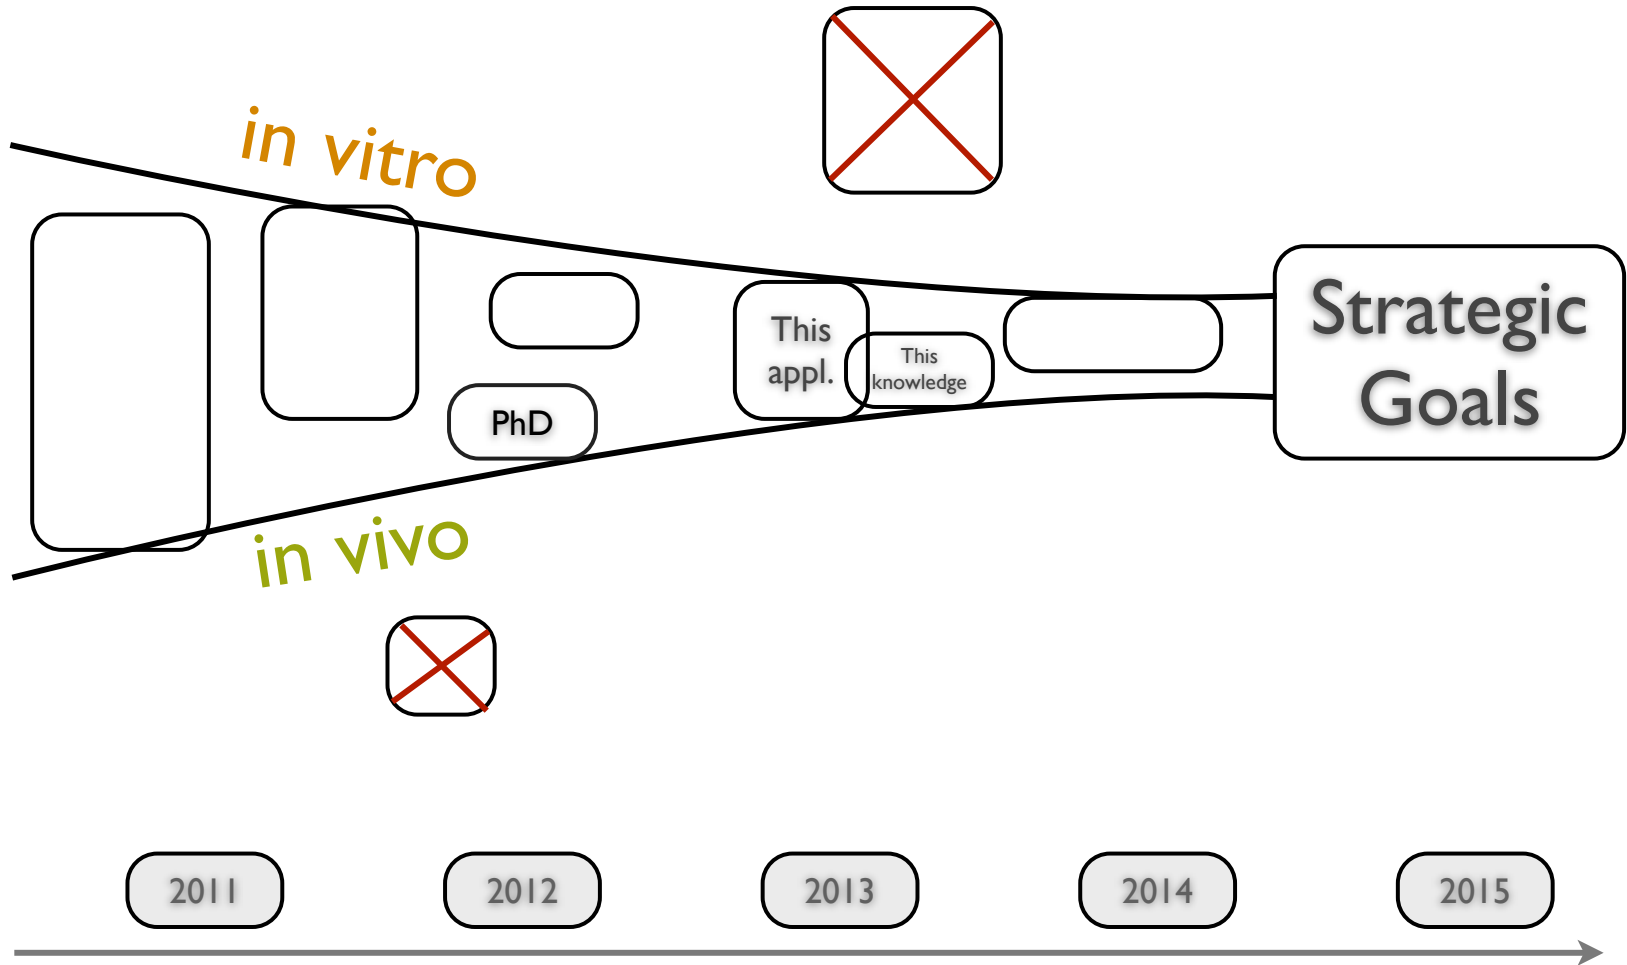 in vitro
Strategic
Goals
This
appl.
This
knowledge
PhD
in vivo
2011
2012
2013
2014
2015